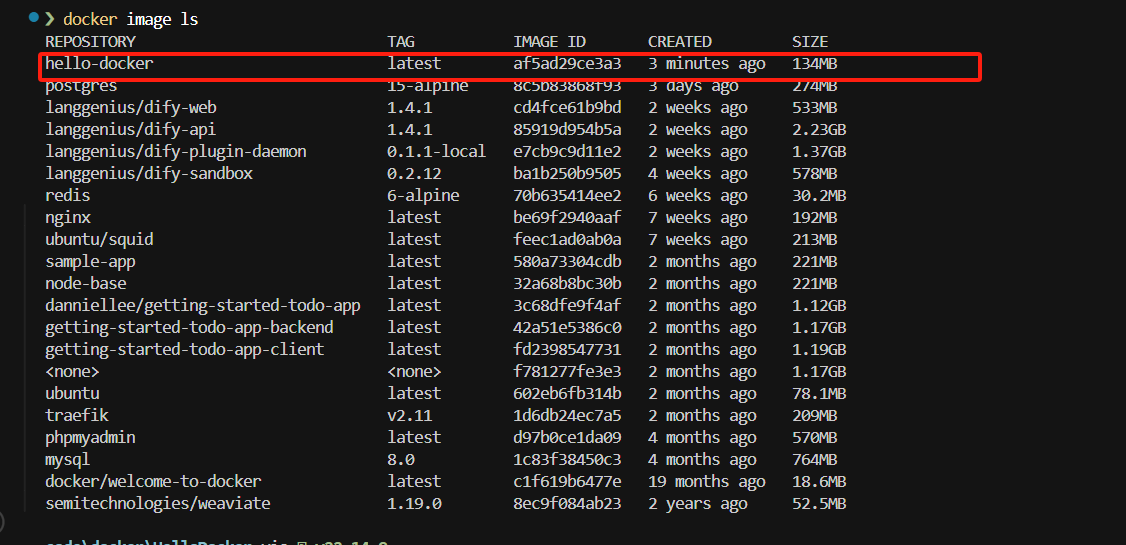 ❯ docker image ls
REPOSITORY TAG IMAGE ID CREATED SIZE
hello-docker latest af5ad29ce3a3 3 minutes ago 134MB
postgres 15-alpine 8c5b83868f93 3 days ago 274MB
langgenius/dify-web 1.4.1 cd4fce61b9bd 2 weeks ago 533MB
langgenius/dify-api 1.4.1 85919d954b5a 2 weeks ago 2.23GB
langgenius/dify-plugin-daemon 0.1.1-local e7cb9c9d11e2 2 weeks ago 1.37GB
langgenius/dify-sandbox 0.2.12 ba1b250b9505 4 weeks ago 578MB
redis 6-alpine 70b635414ee2 6 weeks ago 30.2MB
nginx latest be69f2940aaf 7 weeks ago 192MB
ubuntu/squid latest feec1ad0ab0a 7 weeks ago 213MB
sample-app latest 580a73304cdb 2 months ago 221MB
node-base latest 32a68b8bc30b 2 months ago 221MB
danniellee/getting-started-todo-app latest 3c68dfe9f4af 2 months ago 1.12GB
getting-started-todo-app-backend latest 42a51e5386c0 2 months ago 1.17GB
getting-started-todo-app-client latest fd2398547731 2 months ago 1.19GB
<none> <none> f781277fe3e3 2 months ago 1.17GB
ubuntu latest 602eb6fb314b 2 months ago 78.1MB
traefik v2.11 1d6db24ec7a5 2 months ago 209MB
phpmyadmin latest d97b0ce1da09 4 months ago 570MB
mysql 8.0 1c83f38450c3 4 months ago 764MB
docker/welcome-to-docker latest c1f619b6477e 19 months ago 18.6MB
semitechnologies/weaviate 1.19.0 8ec9f084ab23 2 years ago 52.5MB